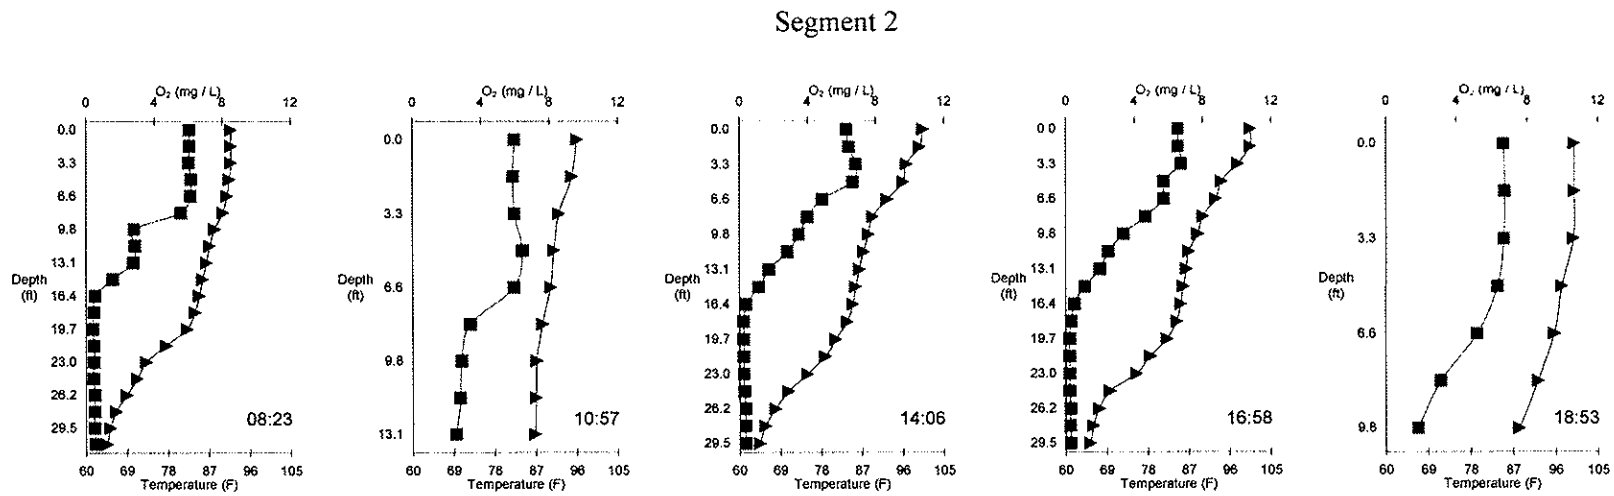 Segment 2
O₂ (mg / L)
0 4 8 12
0.0
3.3
6.6
9.8
13.1
Depth
(ft)
16.4
19.7
23.0
26.2
29.5
08:23
60 69 78 87 96 105
Temperature (F)
O₂ (mg / L)
0 4 8 12
0.0
3.3
Depth
(ft)
6.6
9.8
13.1
10:57
60 69 78 87 96 105
Temperature (F)
O₂ (mg / L)
0 4 8 12
0.0
3.3
6.6
9.8
13.1
Depth
(ft)
16.4
19.7
23.0
26.2
29.5
14:06
60 69 78 87 96 105
Temperature (F)
O₂ (mg / L)
0 4 8 12
0 0
3.3
6.6
9.8
13.1
Depth
(ft)
16.4
19.7
23.0
26.2
29.5
16:58
60 69 78 87 96 105
Temperature (F)
O₂ (mg / L)
0 4 8 12
0.0
3.3
Depth
(ft)
6.6
9.8
18:53
60 69 78 87 96 105
Temperature (F)